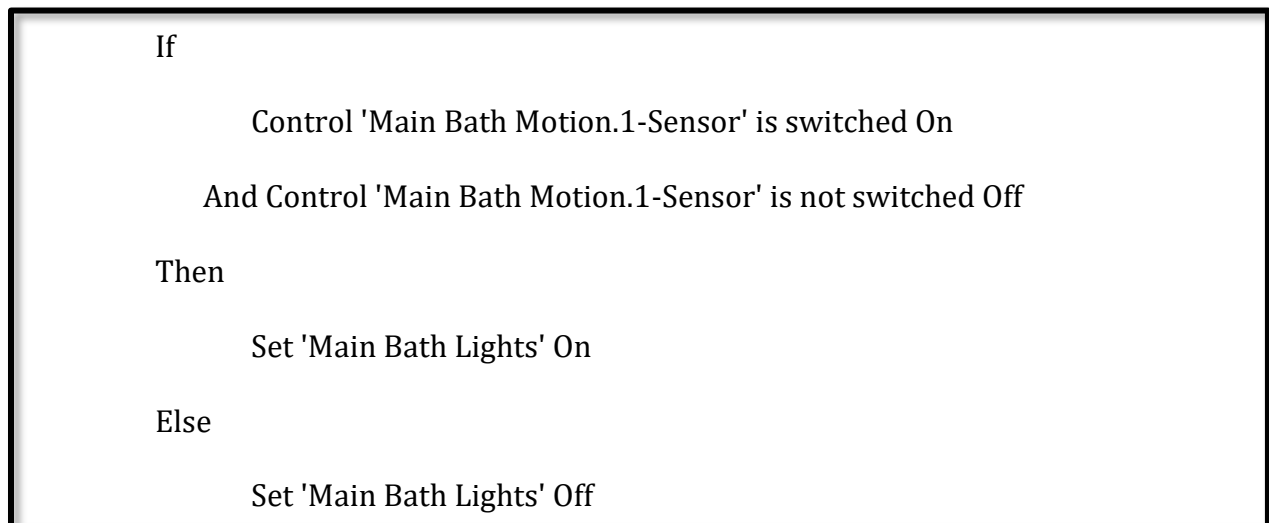 If
Control 'Main Bath Motion.1-Sensor' is switched On
And Control 'Main Bath Motion.1-Sensor' is not switched Off
Then
Set 'Main Bath Lights' On
Else
Set 'Main Bath Lights' Off